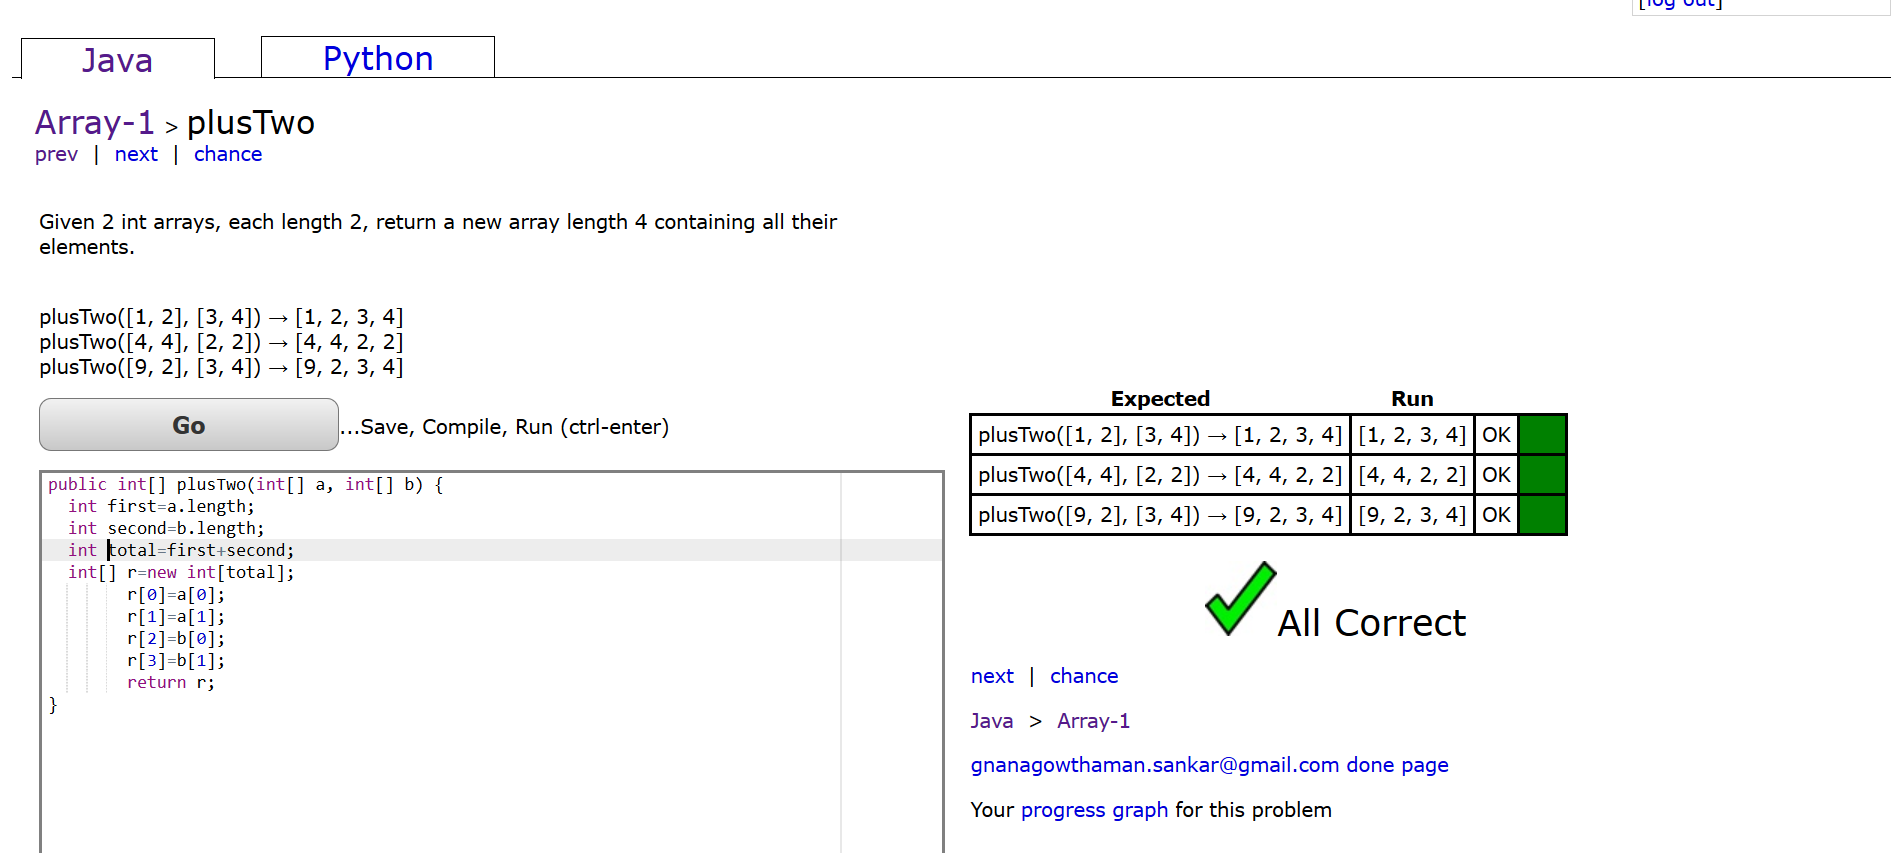 [log out]
Java
Python
Array-1 > plusTwo
prev | next | chance
Given 2 int arrays, each length 2, return a new array length 4 containing all their
elements.
plusTwo([1, 2], [3, 4]) → [1, 2, 3, 4]
plusTwo([4, 4], [2, 2]) → [4, 4, 2, 2]
plusTwo([9, 2], [3, 4]) → [9, 2, 3, 4]
Go ...Save, Compile, Run (ctrl-enter)
public int[] plusTwo(int[] a, int[] b) {
int first=a.length;
int second=b.length;
int total=first+second;
int[] r=new int[total];
r[0]=a[0];
r[1]=a[1];
r[2]=b[0];
r[3]=b[1];
return r;
}
Expected Run
plusTwo([1, 2], [3, 4]) → [1, 2, 3, 4] [1, 2, 3, 4] OK
plusTwo([4, 4], [2, 2]) → [4, 4, 2, 2] [4, 4, 2, 2] OK
plusTwo([9, 2], [3, 4]) → [9, 2, 3, 4] [9, 2, 3, 4] OK
All Correct
next | chance
Java > Array-1
gnanagowthaman.sankar@gmail.com done page
Your progress graph for this problem